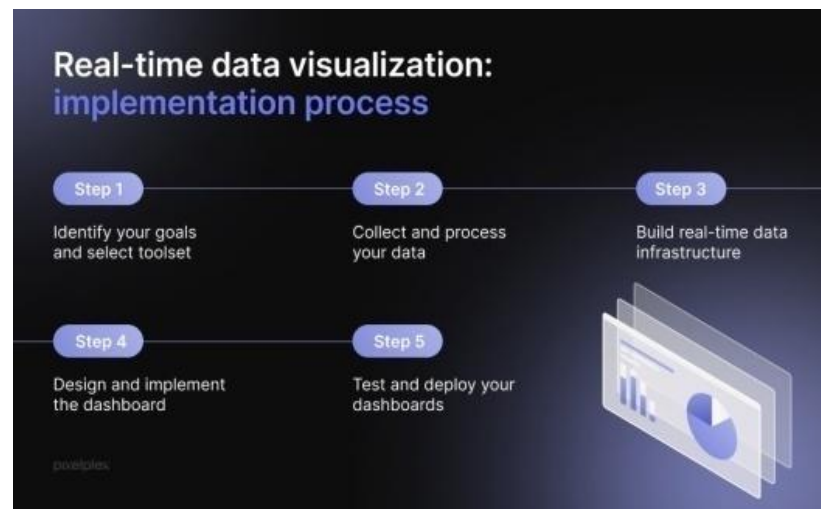 Real-time data visualization:
implementation process
Step 1
Identify your goals
and select toolset
Step 2
Collect and process
your data
Step 3
Build real-time data
infrastructure
Step 4
Design and implement
the dashboard
Step 5
Test and deploy your
dashboards
pixelplex